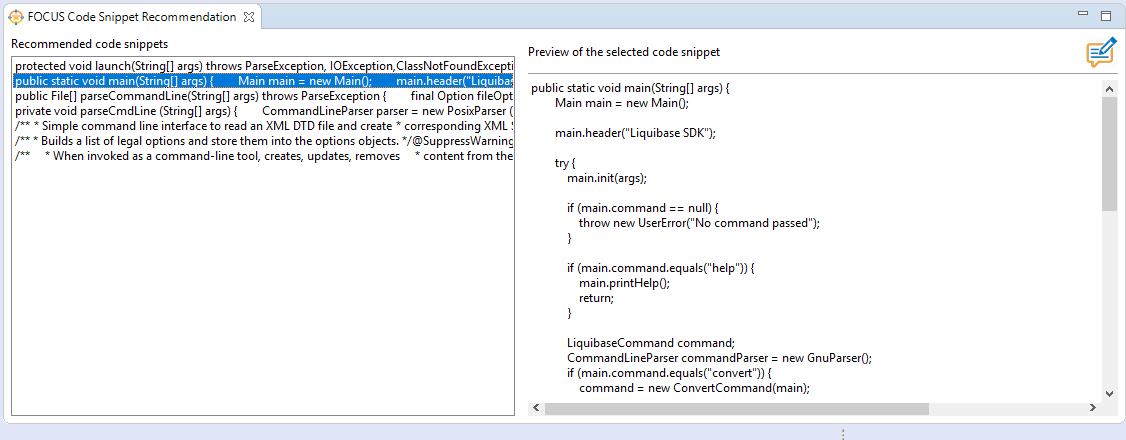 FOCUS Code Snippet Recommendation
Recommended code snippets
protected void launch(String[] args) throws ParseException, IOException,ClassNotFoundExcepti
public static void main(String[] args) { Main main = new Main(); main.header("Liquiba
public File[] parseCommandLine(String[] args) throws ParseException { final Option fileOpt
private void parseCmdLine (String[] args) { CommandLineParser parser = new PosixParser (
/** * Simple command line interface to read an XML DTD file and create * corresponding XML
/** * Builds a list of legal options and store them into the options objects. */@SuppressWarning
/** * When invoked as a command-line tool, creates, updates, removes * content from the
Preview of the selected code snippet
public static void main(String[] args) {
Main main = new Main();
main.header("Liquibase SDK");
try {
main.init(args);
if (main.command == null) {
throw new UserError("No command passed");
}
if (main.command.equals("help")) {
main.printHelp();
return;
}
LiquibaseCommand command;
CommandLineParser commandParser = new GnuParser();
if (main.command.equals("convert")) {
command = new ConvertCommand(main);